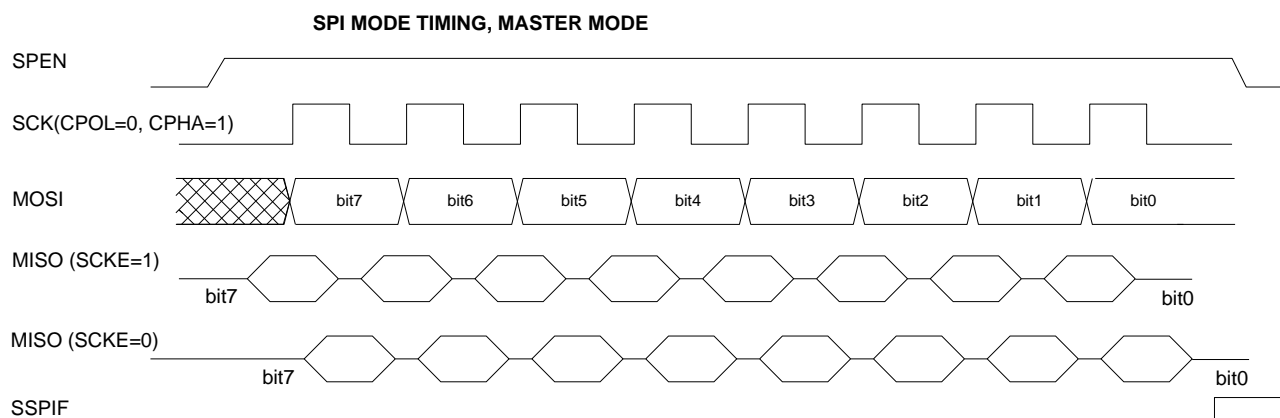 SPI MODE TIMING, MASTER MODE
SPEN
SCK(CPOL=0, CPHA=1)
MOSI
bit7 bit6 bit5 bit4 bit3 bit2 bit1 bit0
MISO (SCKE=1)
bit7 bit0
MISO (SCKE=0)
bit7 bit0
SSPIF